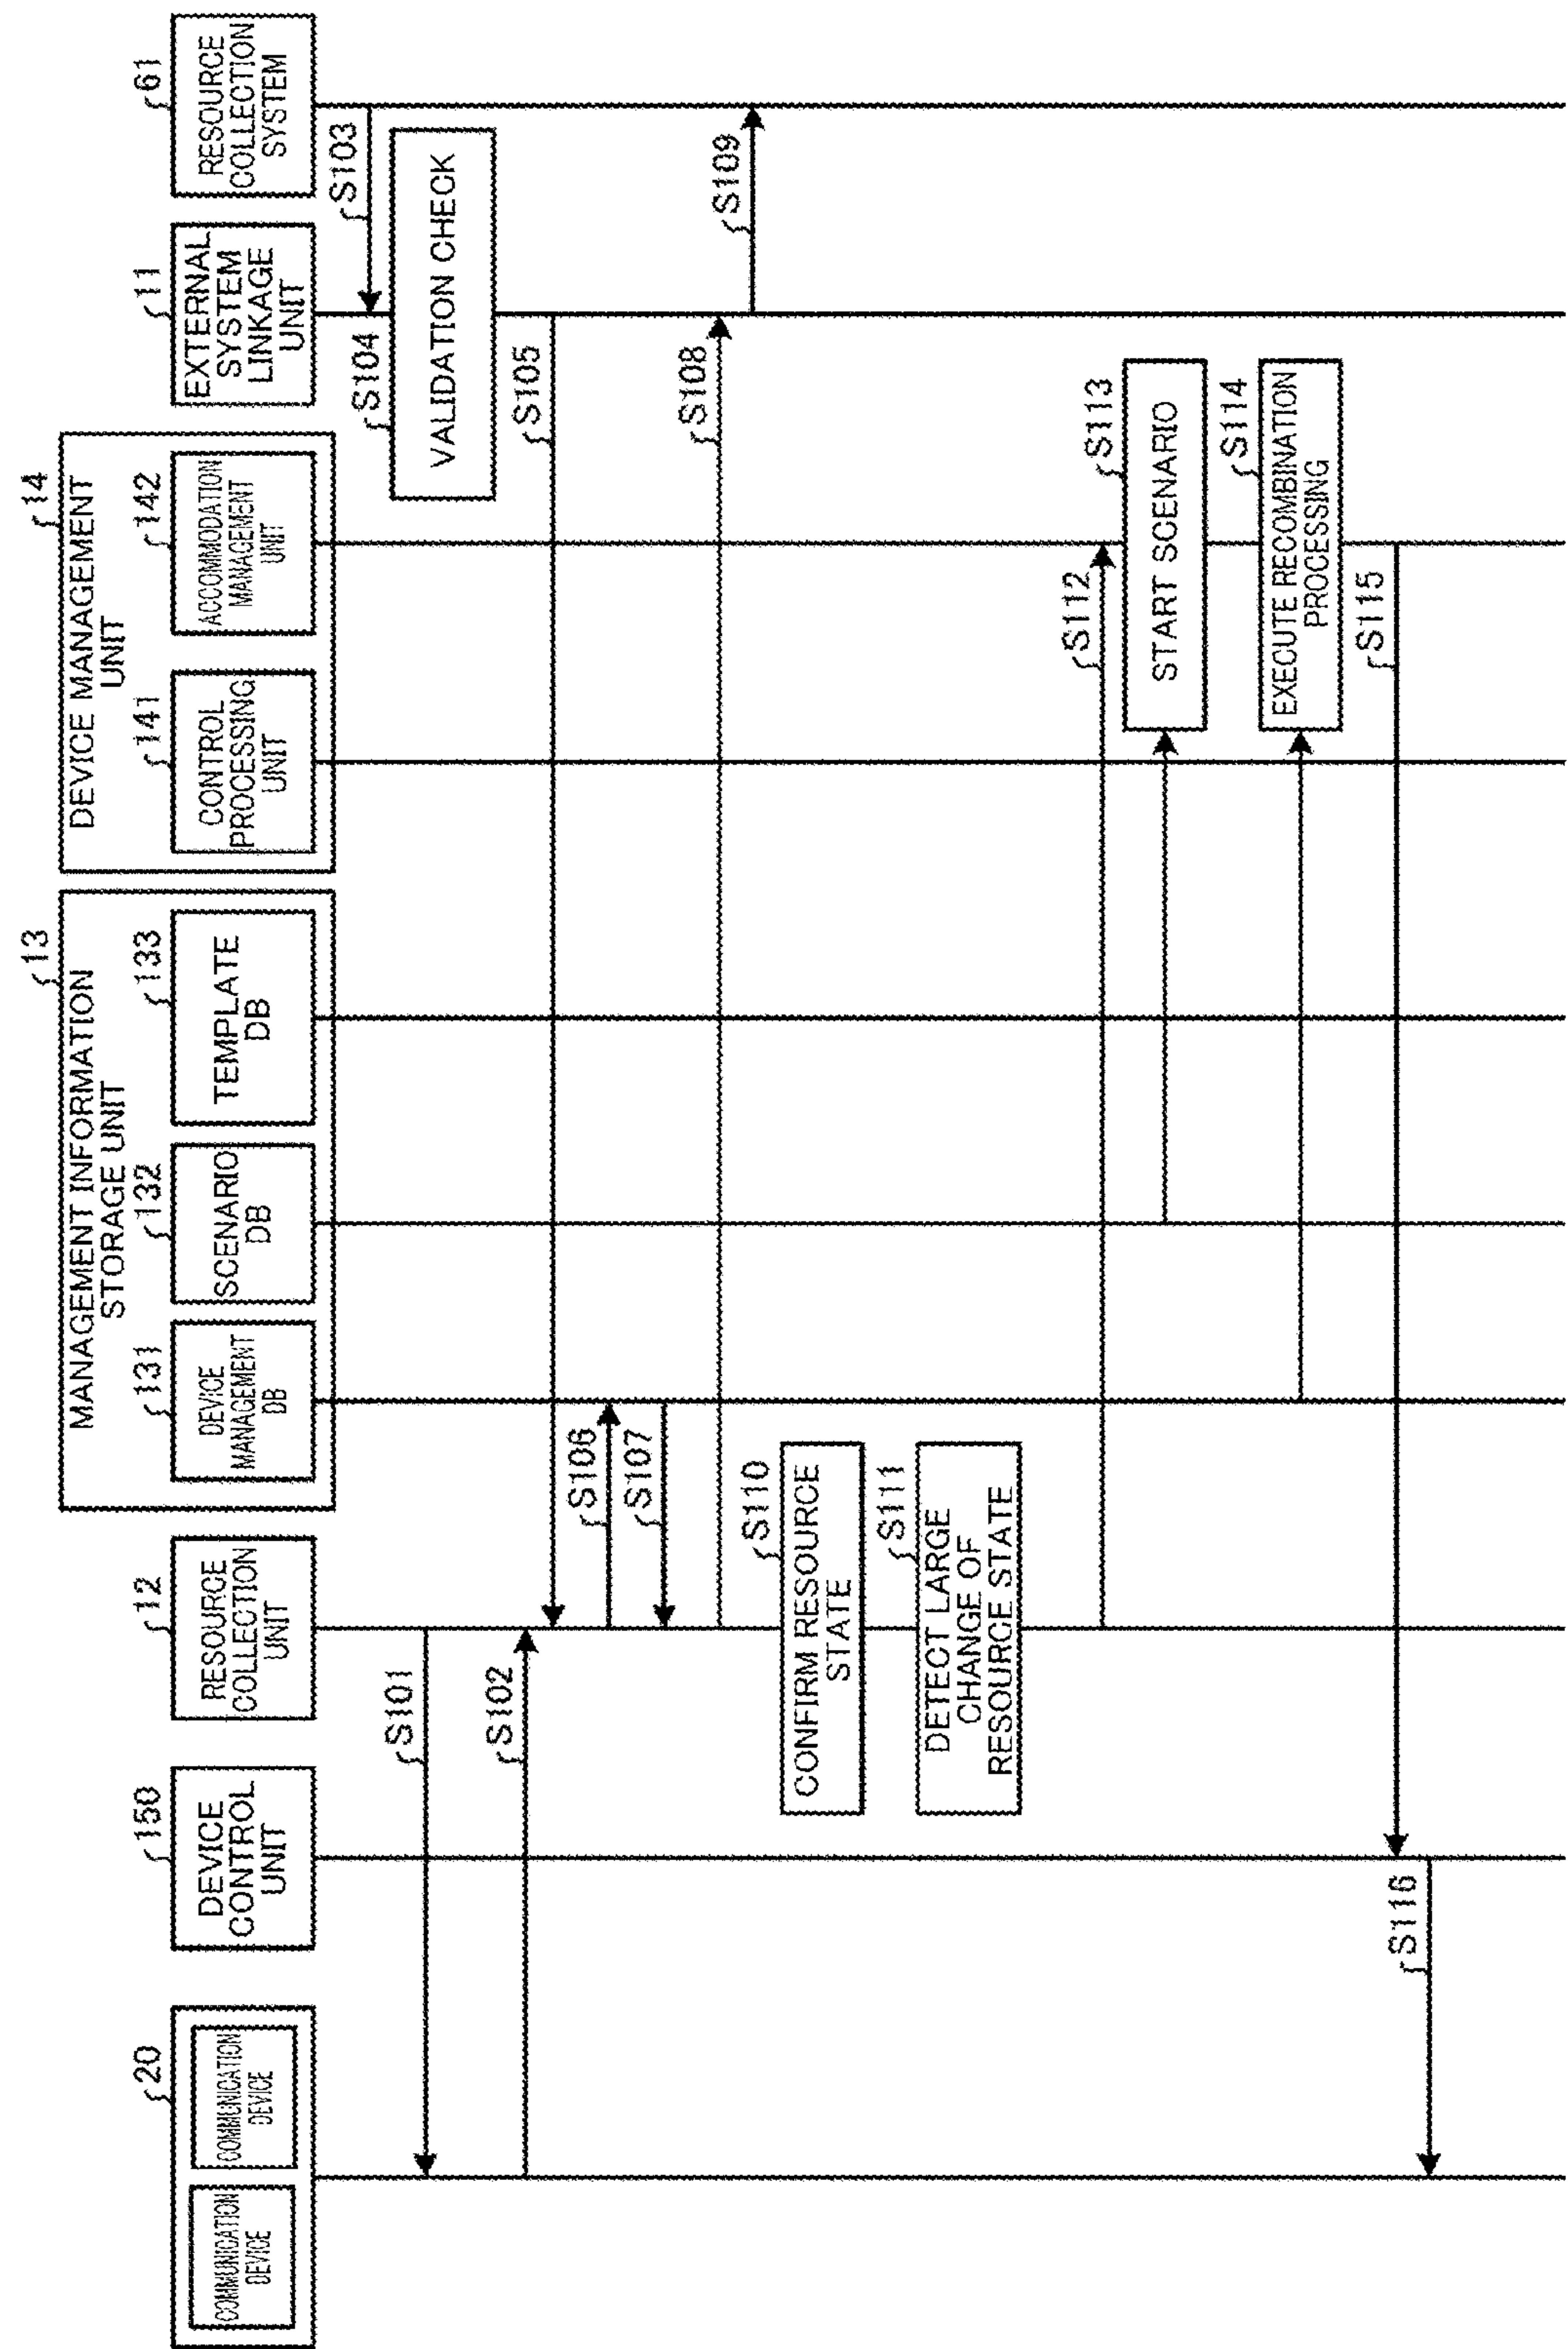 20
COMMUNICATION
DEVICE
COMMUNICATION
DEVICE
150
DEVICE
CONTROL
UNIT
12
RESOURCE
COLLECTION
UNIT
13
MANAGEMENT INFORMATION
STORAGE UNIT
131
DEVICE
MANAGEMENT
DB
132
SCENARIO
DB
133
TEMPLATE
DB
14
DEVICE MANAGEMENT
UNIT
141
CONTROL
PROCESSING
UNIT
142
ACCOMMODATION
MANAGEMENT
UNIT
11
EXTERNAL
SYSTEM
LINKAGE
UNIT
61
RESOURCE
COLLECTION
SYSTEM
S103
S104
VALIDATION CHECK
S101
S102
S105
S106
S107
S108
S109
S110
CONFIRM RESOURCE
STATE
S111
DETECT LARGE
CHANGE OF
RESOURCE STATE
S112
S113
START SCENARIO
S114
EXECUTE RECOMBINATION
PROCESSING
S115
S116